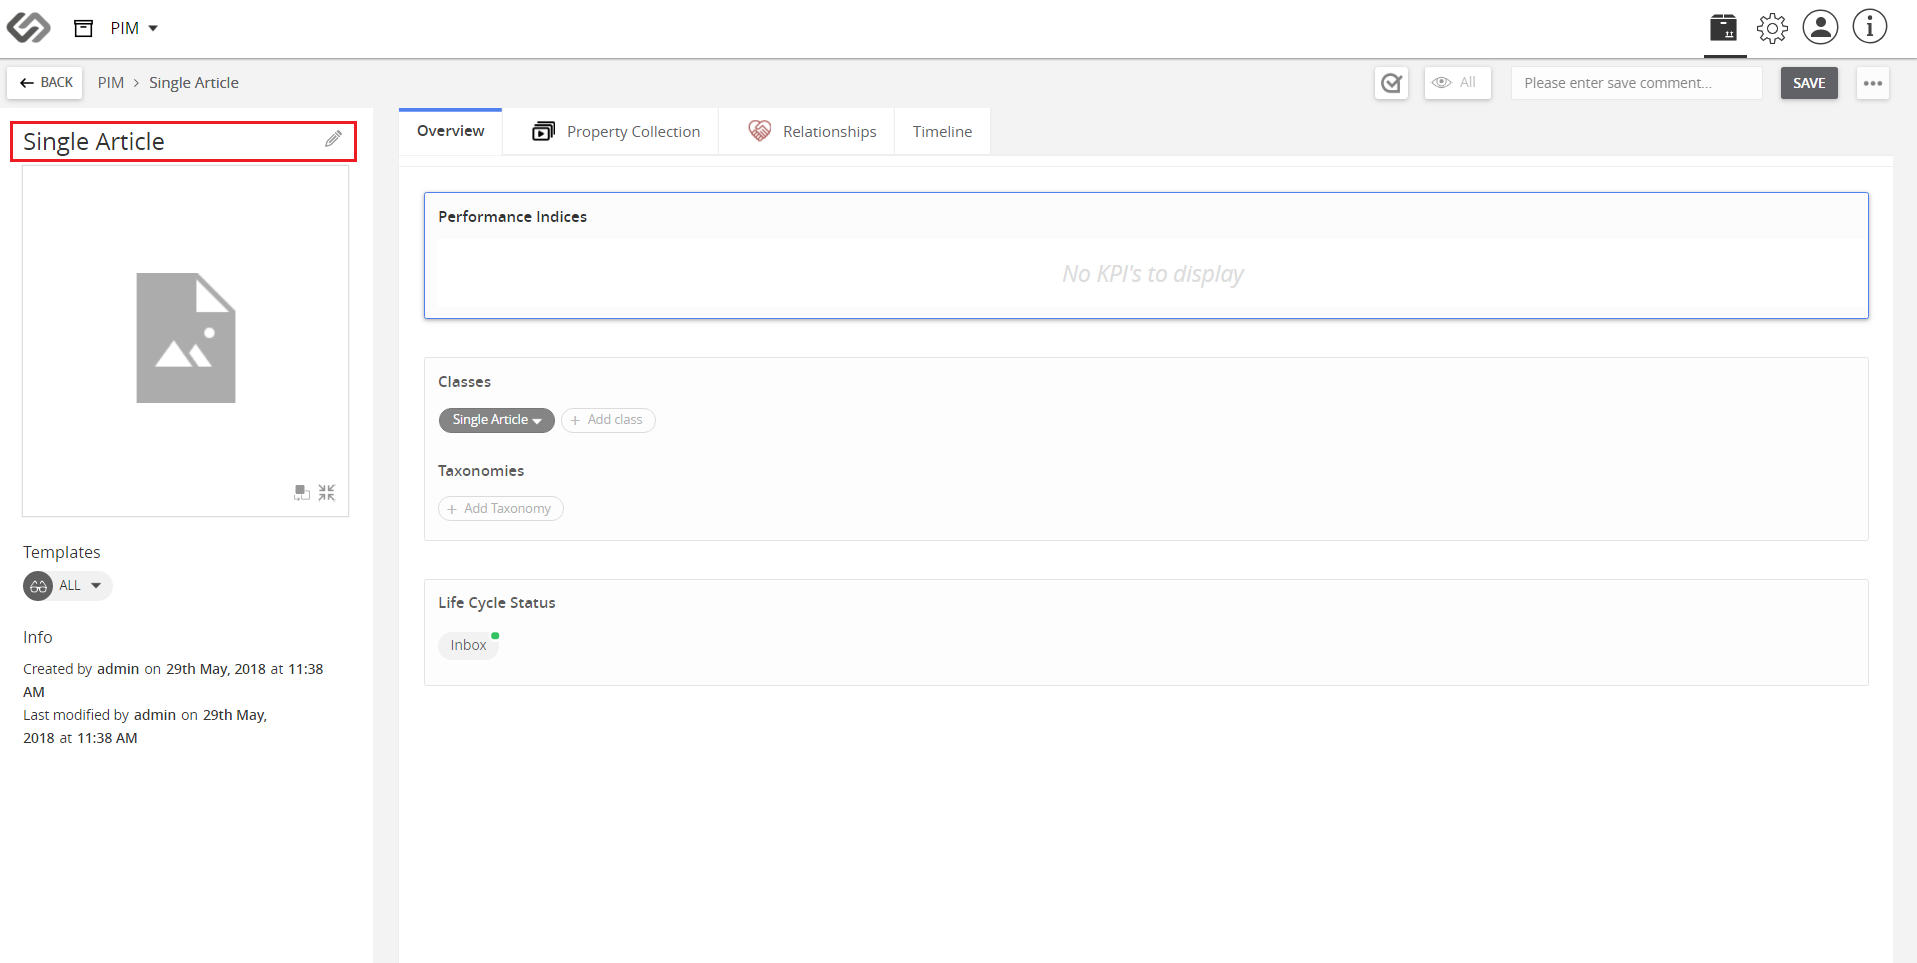 PIM
BACK
PIM > Single Article
All
Please enter save comment...
SAVE
Single Article
Overview
Property Collection
Relationships
Timeline
Performance Indices
No KPI's to display
Classes
Single Article
+ Add class
Taxonomies
+ Add Taxonomy
Life Cycle Status
Inbox
Templates
ALL
Info
Created by admin on 29th May, 2018 at 11:38
AM
Last modified by admin on 29th May,
2018 at 11:38 AM